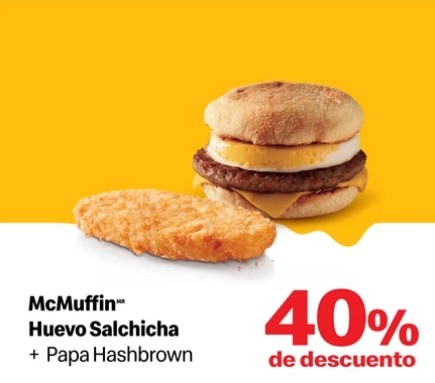 McMuffin MR
Huevo Salchicha
+ Papa Hashbrown
40%
de descuento